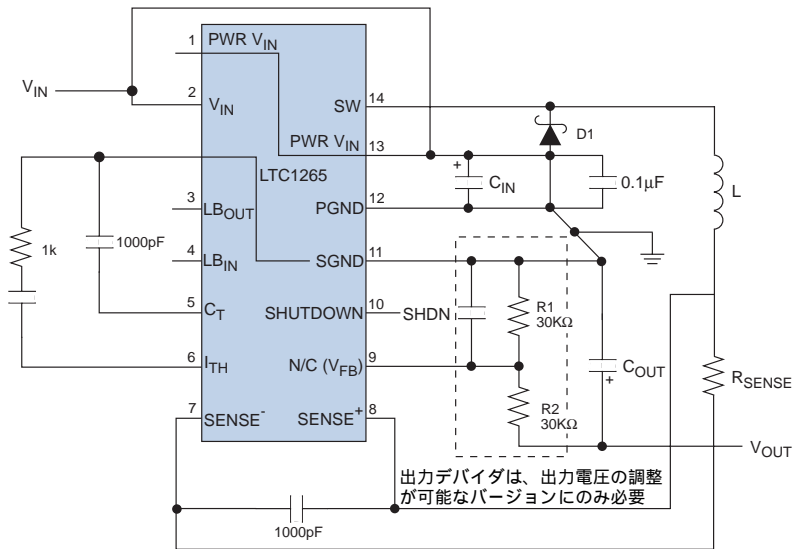 1
PWR VIN
VIN
2
VIN
SW
14
D1
PWR VIN
13
LTC1265
+
CIN
0.1µF
3
LBOUT
PGND
12
L
1k
1000pF
4
LBIN
SGND
11
5
CT
SHUTDOWN
10
SHDN
R1
30KΩ
6
ITH
N/C (VFB)
9
COUT
+
RSENSE
7
SENSE-
SENSE+
8
R2
30KΩ
VOUT
出力デバイダは、出力電圧の調整
が可能なバージョンにのみ必要
1000pF